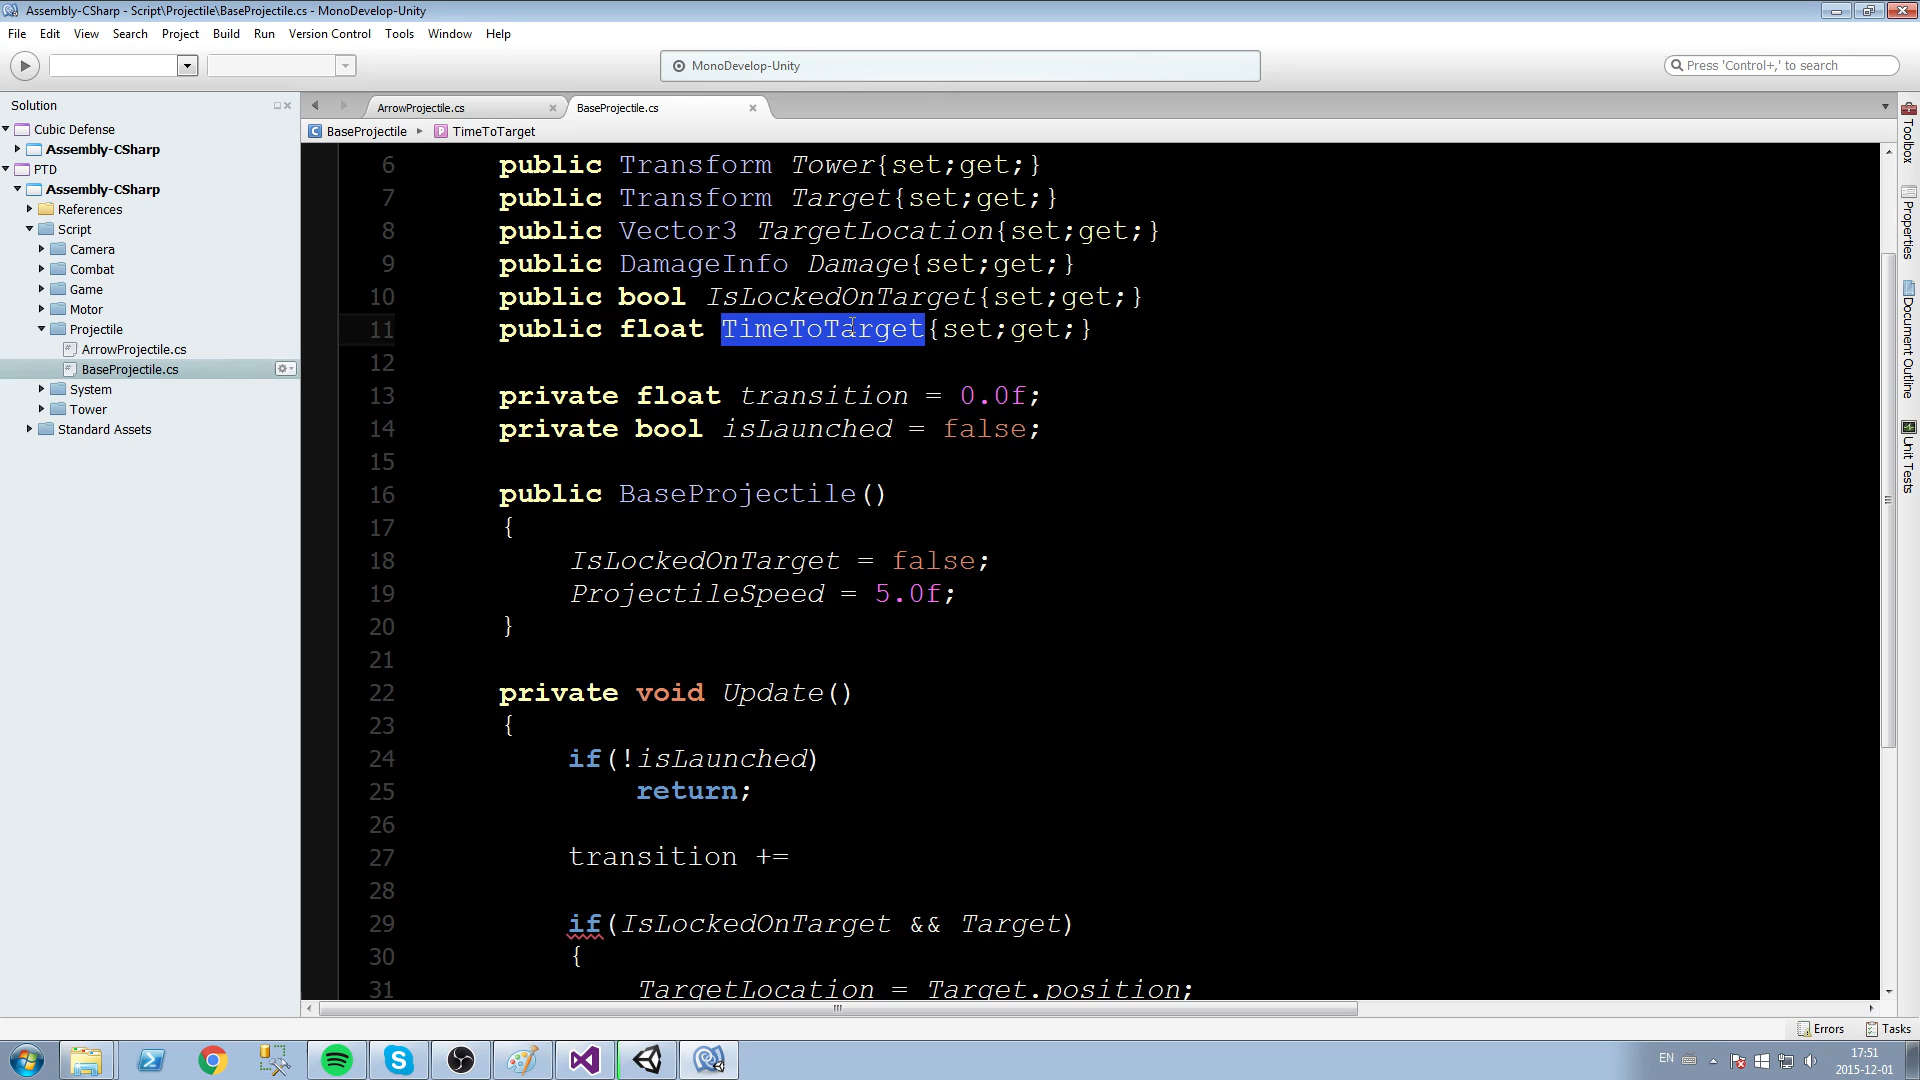 Assembly-CSharp - Script\Projectile\BaseProjectile.cs - MonoDevelop-Unity
File Edit View Search Project Build Run Version Control Tools Window Help
MonoDevelop-Unity
Press 'Control+,' to search
Solution
Cubic Defense
Assembly-CSharp
PTD
Assembly-CSharp
References
Script
Camera
Combat
Game
Motor
Projectile
ArrowProjectile.cs
BaseProjectile.cs
System
Tower
Standard Assets
ArrowProjectile.cs
BaseProjectile.cs
BaseProjectile TimeToTarget
6 public Transform Tower{set;get;}
7 public Transform Target{set;get;}
8 public Vector3 TargetLocation{set;get;}
9 public DamageInfo Damage{set;get;}
10 public bool IsLockedOnTarget{set;get;}
11 public float TimeToTarget{set;get;}
12
13 private float transition = 0.0f;
14 private bool isLaunched = false;
15
16 public BaseProjectile()
17 {
18 IsLockedOnTarget = false;
19 ProjectileSpeed = 5.0f;
20 }
21
22 private void Update()
23 {
24 if(!isLaunched)
25 return;
26
27 transition +=
28
29 if(IsLockedOnTarget && Target)
30 {
31 TargetLocation = Target.position;
Toolbox
Properties
Document Outline
Unit Tests
Errors Tasks
EN
17:51
2015-12-01